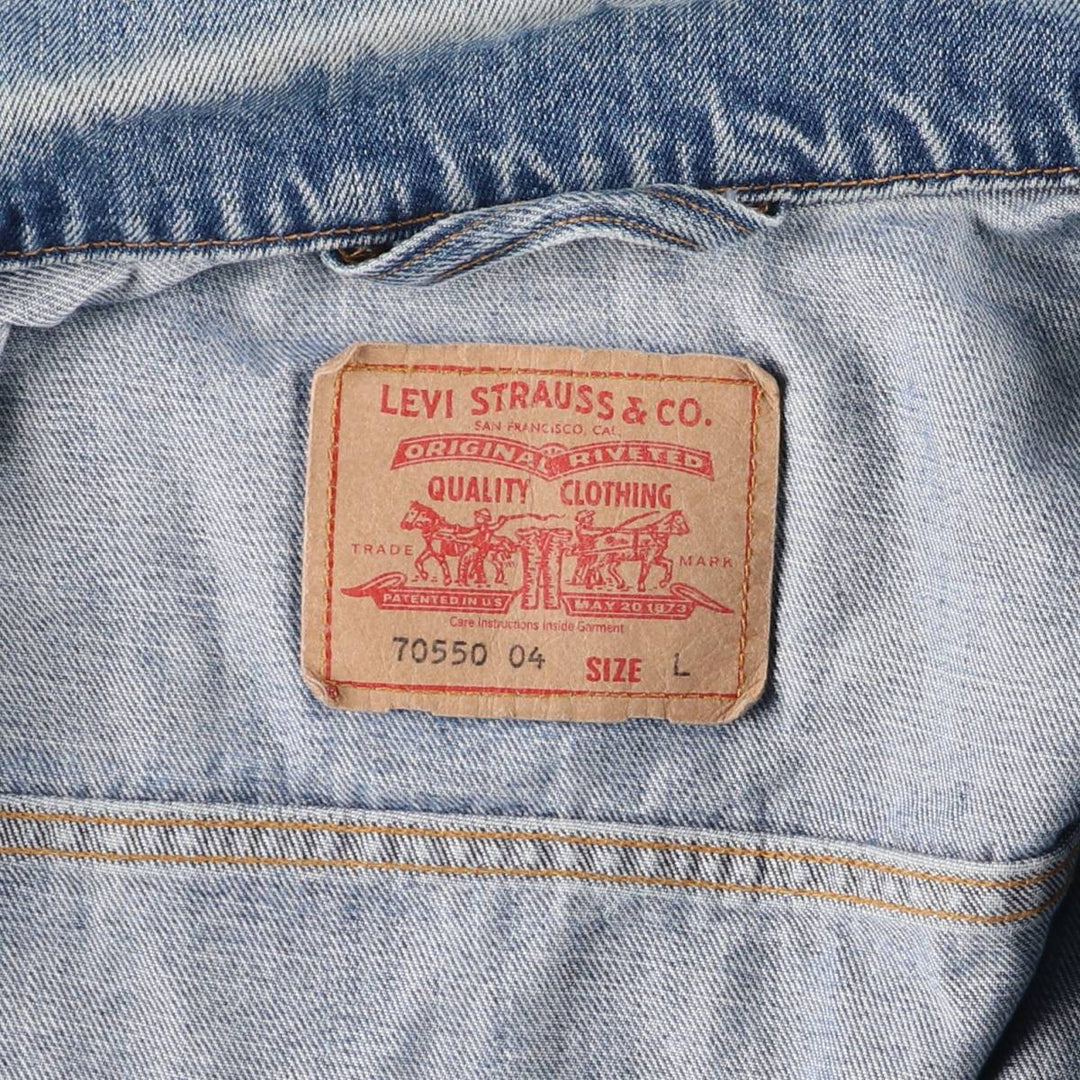 LEVI STRAUSS & CO.
SAN FRANCISCO, CAL.
ORIGINAL RIVETED
QUALITY CLOTHING
TRADE MARK
PATENTED IN U S MAY 20 1873
Care Instructions Inside Garment
70550 04 SIZE L